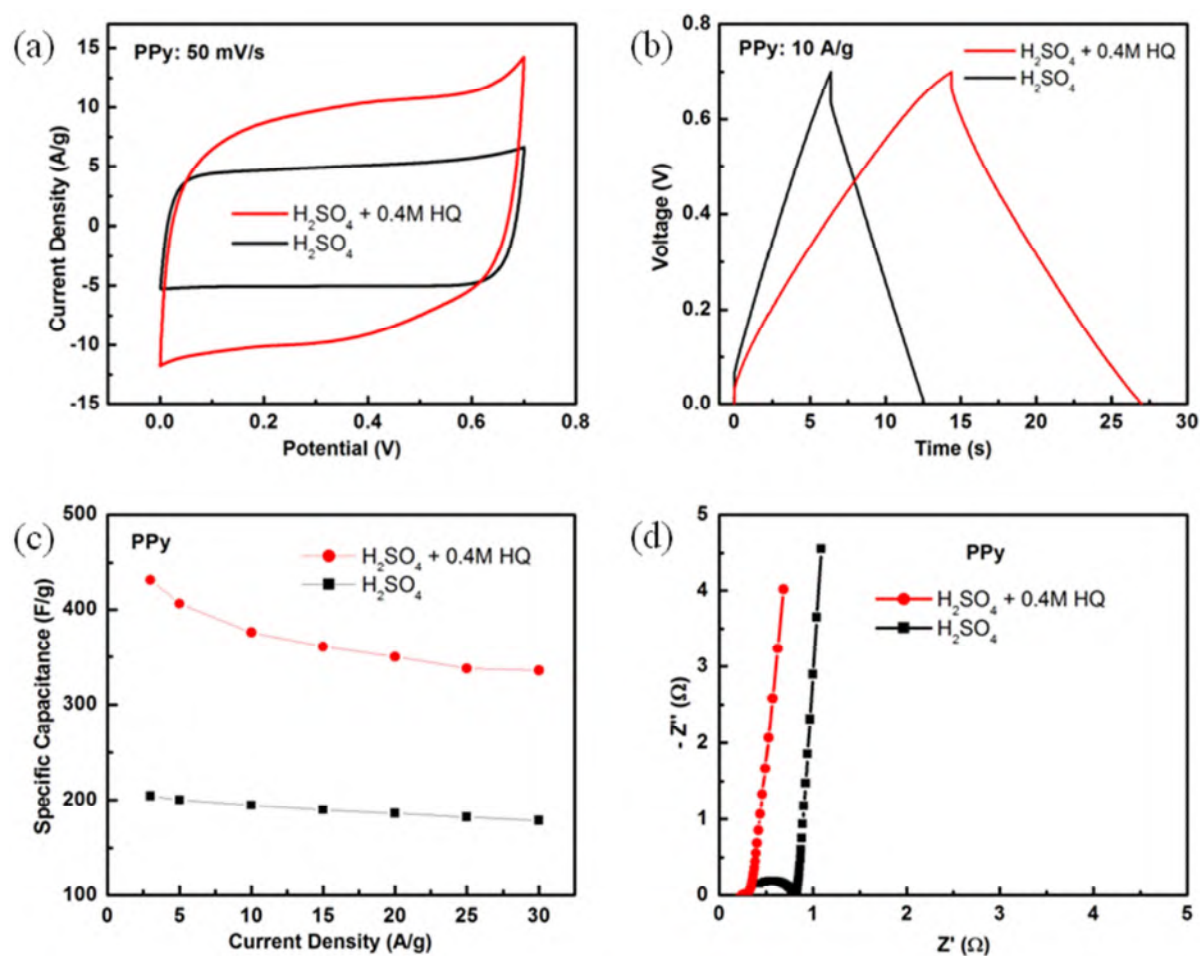 (a)
PPy: 50 mV/s
H₂SO₄ + 0.4M HQ
H₂SO₄
Current Density (A/g)
15
10
5
0
-5
-10
-15
0.0 0.2 0.4 0.6 0.8
Potential (V)
(b)
PPy: 10 A/g
H₂SO₄ + 0.4M HQ
H₂SO₄
Voltage (V)
0.8
0.6
0.4
0.2
0.0
0 5 10 15 20 25 30
Time (s)
(c)
PPy
H₂SO₄ + 0.4M HQ
H₂SO₄
Specific Capacitance (F/g)
500
400
300
200
100
0 5 10 15 20 25 30
Current Density (A/g)
(d)
PPy
H₂SO₄ + 0.4M HQ
H₂SO₄
- Z'' (Ω)
5
4
3
2
1
0
0 1 2 3 4 5
Z' (Ω)